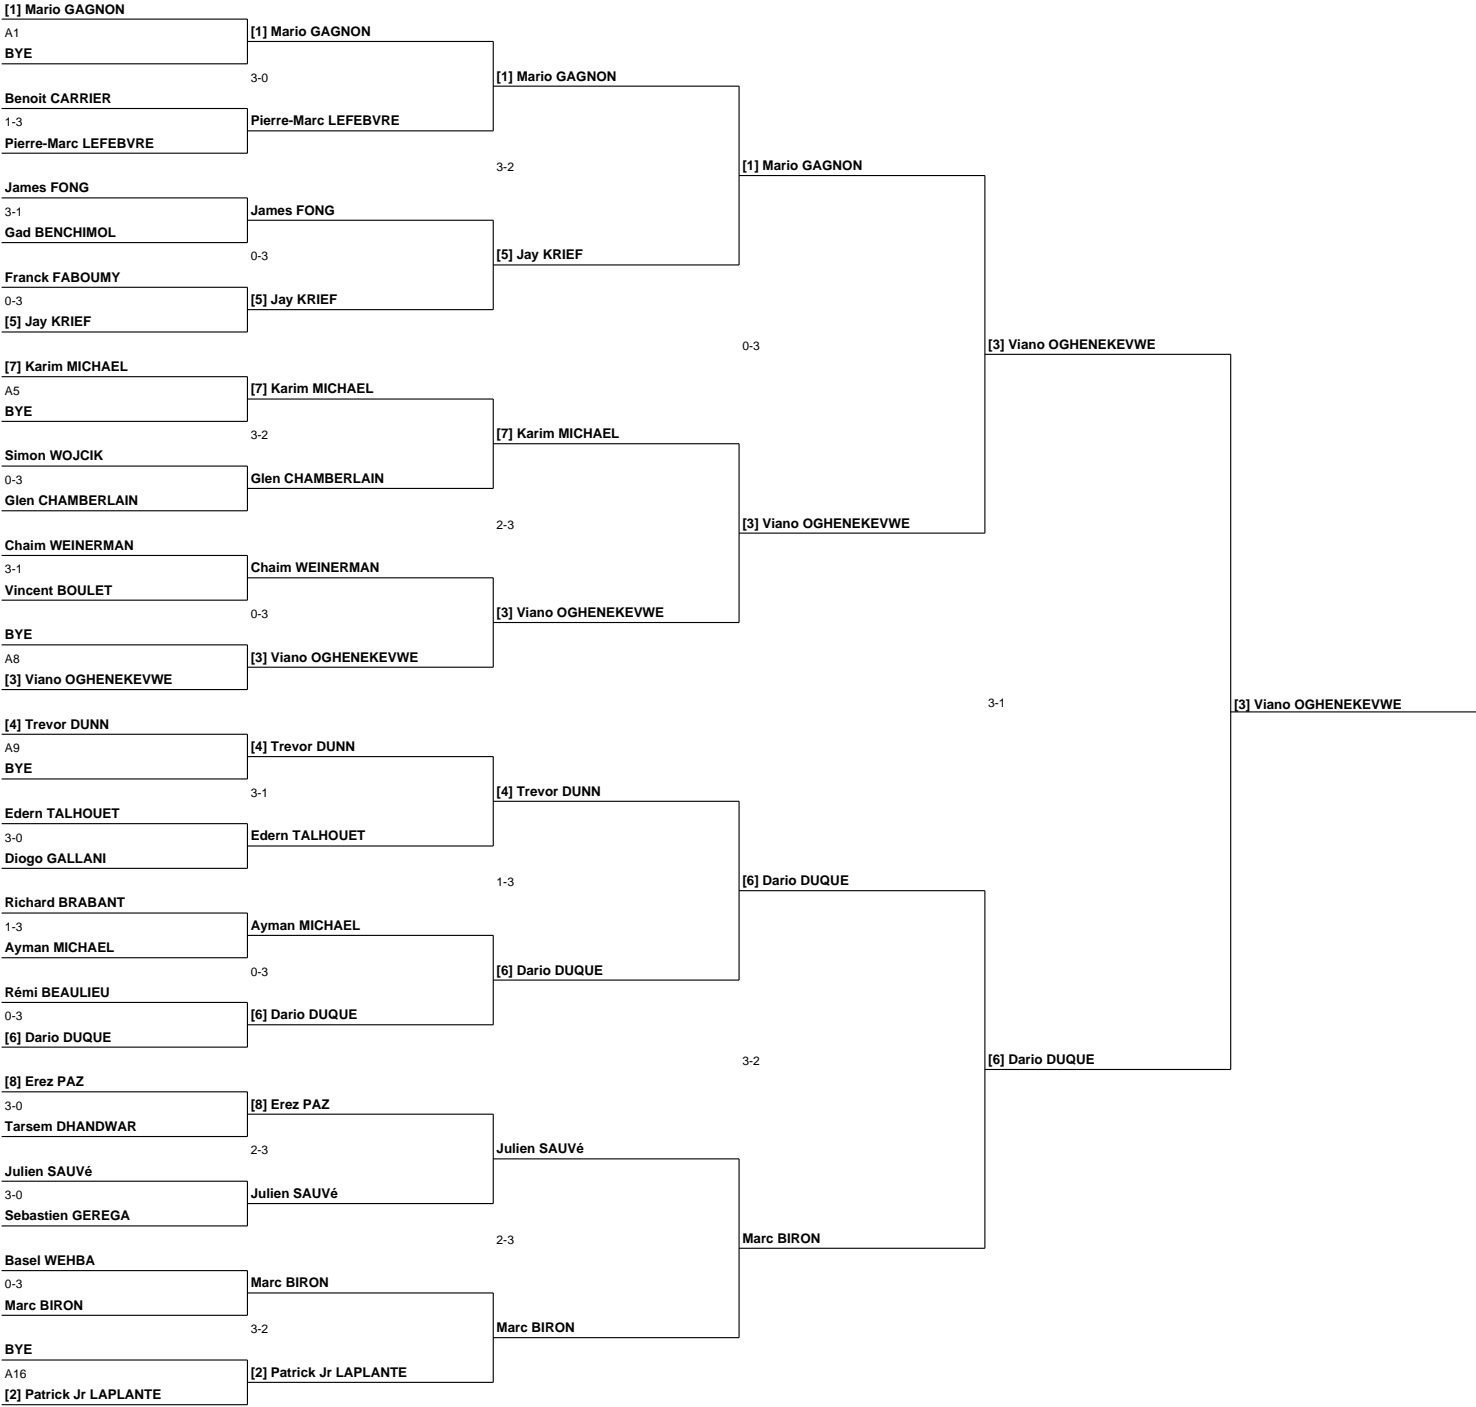 [1] Mario GAGNON
A1
[1] Mario GAGNON
BYE
3-0
[1] Mario GAGNON
Benoit CARRIER
1-3
Pierre-Marc LEFEBVRE
Pierre-Marc LEFEBVRE
3-2
[1] Mario GAGNON
James FONG
3-1
James FONG
Gad BENCHIMOL
0-3
[5] Jay KRIEF
Franck FABOUMY
0-3
[5] Jay KRIEF
[5] Jay KRIEF
0-3
[3] Viano OGHENEKEVWE
[7] Karim MICHAEL
A5
[7] Karim MICHAEL
BYE
3-2
[7] Karim MICHAEL
Simon WOJCIK
0-3
Glen CHAMBERLAIN
Glen CHAMBERLAIN
2-3
[3] Viano OGHENEKEVWE
Chaim WEINERMAN
3-1
Chaim WEINERMAN
Vincent BOULET
0-3
[3] Viano OGHENEKEVWE
BYE
A8
[3] Viano OGHENEKEVWE
[3] Viano OGHENEKEVWE
3-1
[3] Viano OGHENEKEVWE
[4] Trevor DUNN
A9
[4] Trevor DUNN
BYE
3-1
[4] Trevor DUNN
Edern TALHOUET
3-0
Edern TALHOUET
Diogo GALLANI
1-3
[6] Dario DUQUE
Richard BRABANT
1-3
Ayman MICHAEL
Ayman MICHAEL
0-3
[6] Dario DUQUE
Rémi BEAULIEU
0-3
[6] Dario DUQUE
[6] Dario DUQUE
3-2
[6] Dario DUQUE
[8] Erez PAZ
3-0
[8] Erez PAZ
Tarsem DHANDWAR
2-3
Julien SAUVé
Julien SAUVé
3-0
Julien SAUVé
Sebastien GEREGA
2-3
Marc BIRON
Basel WEHBA
0-3
Marc BIRON
Marc BIRON
3-2
Marc BIRON
BYE
A16
[2] Patrick Jr LAPLANTE
[2] Patrick Jr LAPLANTE